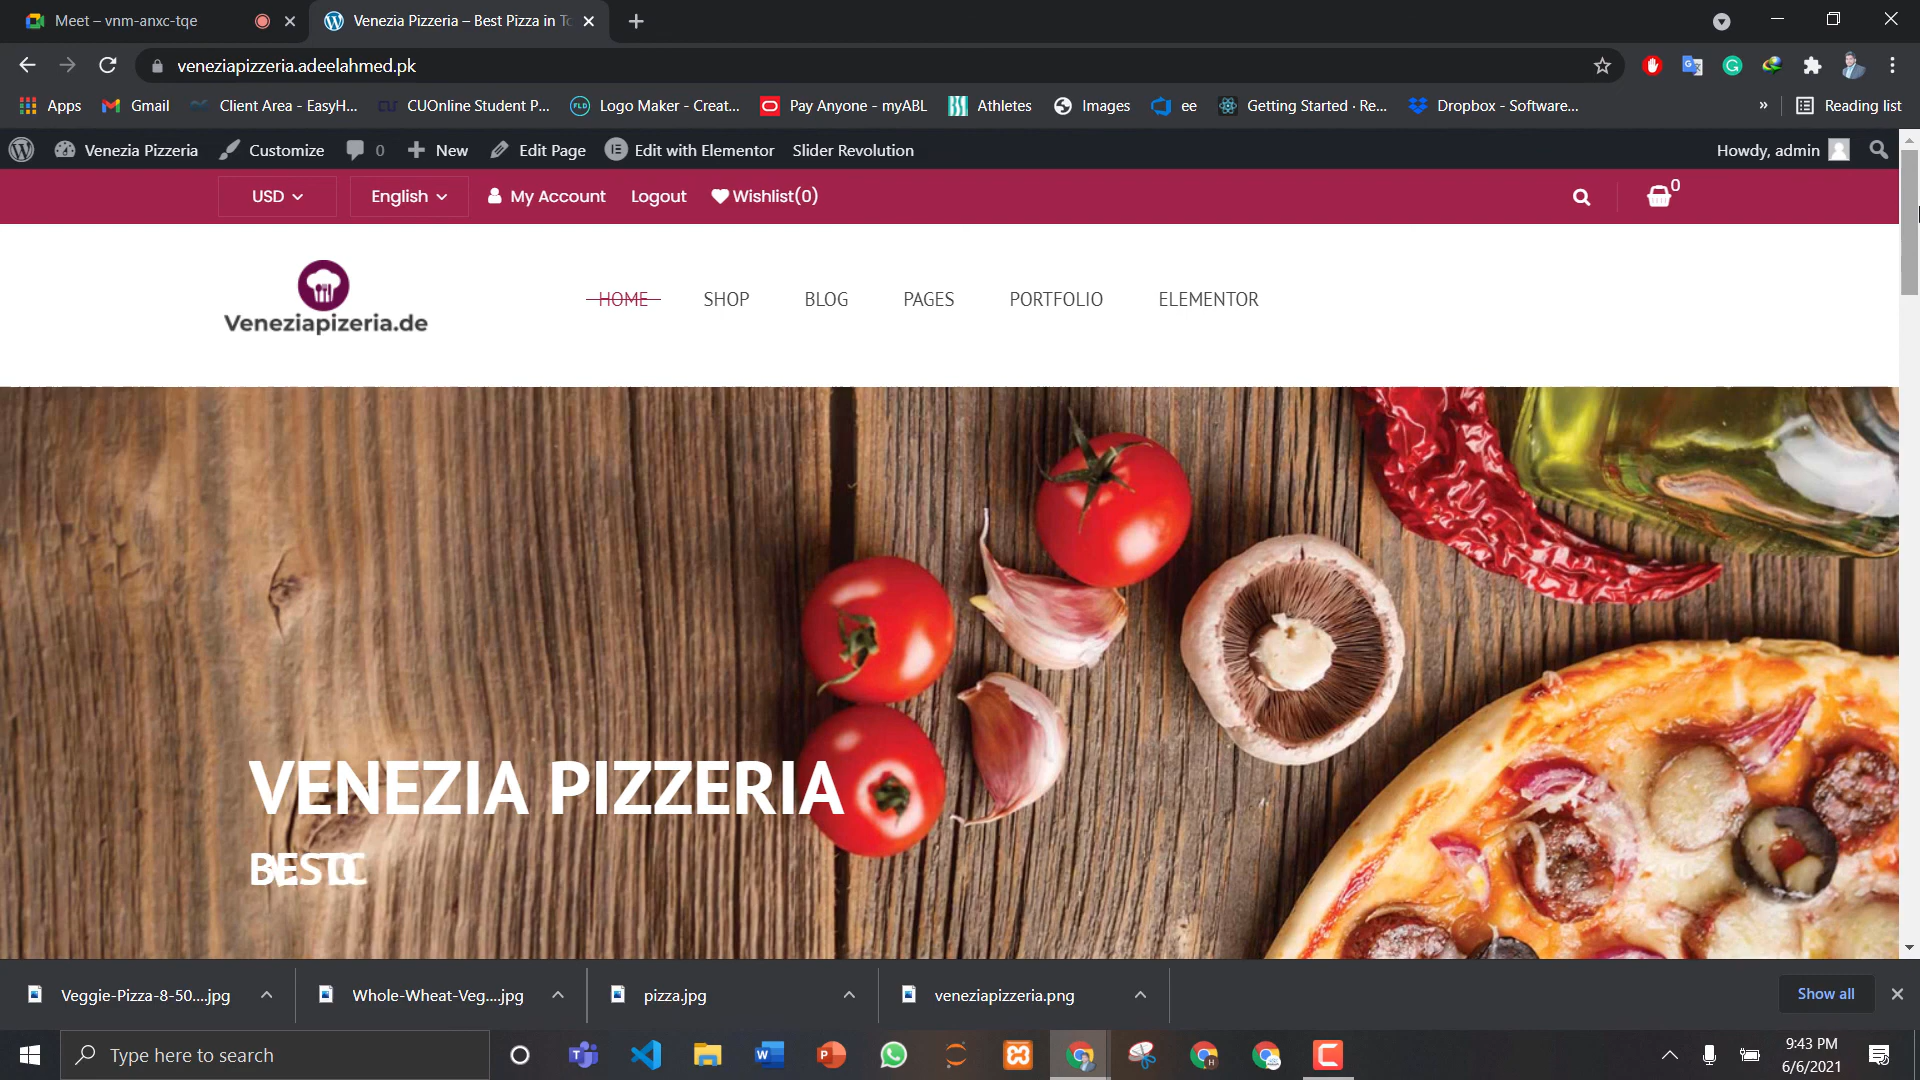 Meet – vnm-anxc-tqe
Venezia Pizzeria – Best Pizza in To
veneziapizzeria.adeelahmed.pk
Apps
Gmail
Client Area - EasyH...
CUOnline Student P...
Logo Maker - Creat...
Pay Anyone - myABL
Athletes
Images
ee
Getting Started · Re...
Dropbox - Software...
»
Reading list
Venezia Pizzeria
Customize
0
New
Edit Page
Edit with Elementor
Slider Revolution
Howdy, admin
USD
English
My Account
Logout
Wishlist(0)
0
Veneziapizeria.de
HOME
SHOP
BLOG
PAGES
PORTFOLIO
ELEMENTOR
VENEZIA PIZZERIA
Veggie-Pizza-8-50....jpg
Whole-Wheat-Veg....jpg
pizza.jpg
veneziapizzeria.png
Show all
Type here to search
9:43 PM
6/6/2021